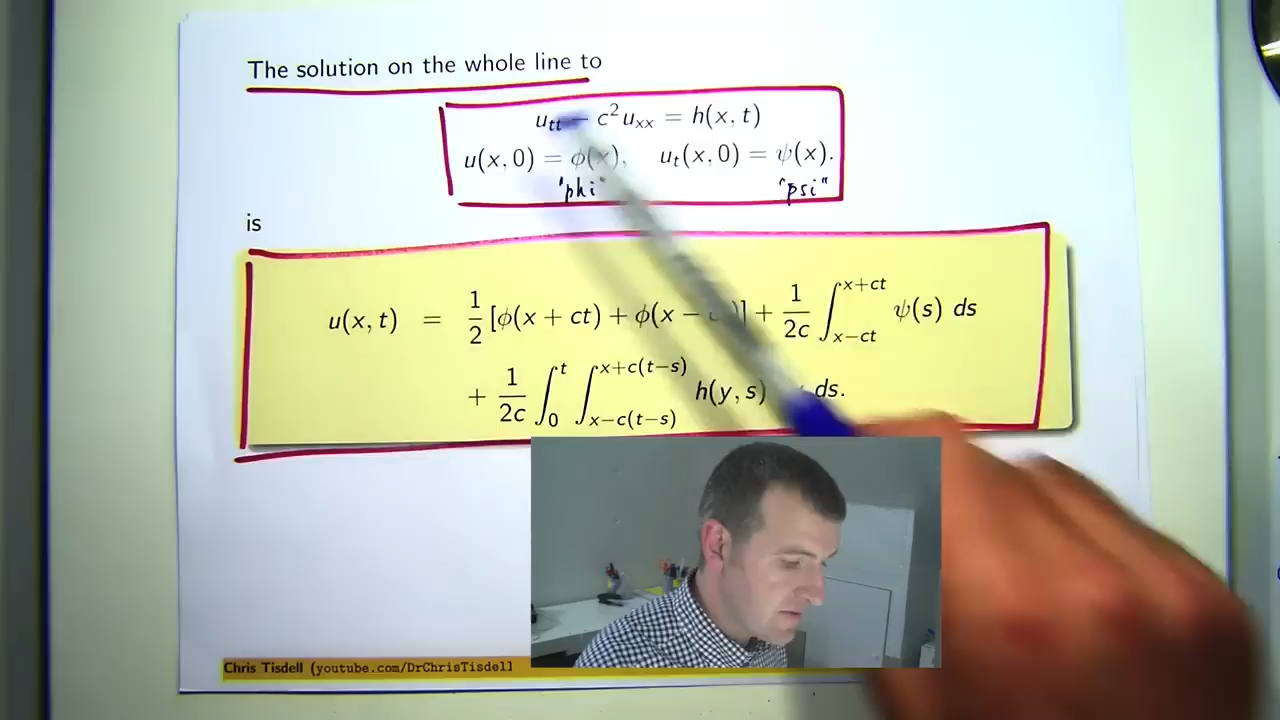 The solution on the whole line to
u_tt − c²u_xx = h(x, t)
u(x, 0) = ϕ(x), u_t(x, 0) = ψ(x).
"phi" "psi"
is
u(x, t) = 1/2 [ϕ(x + ct) + ϕ(x − )] + 1/2c ∫_{x−ct}^{x+ct} ψ(s) ds
+ 1/2c ∫_0^t ∫_{x−c(t−s)}^{x+c(t−s)} h(y, s) ds.
Chris Tisdell (youtube.com/DrChrisTisdell